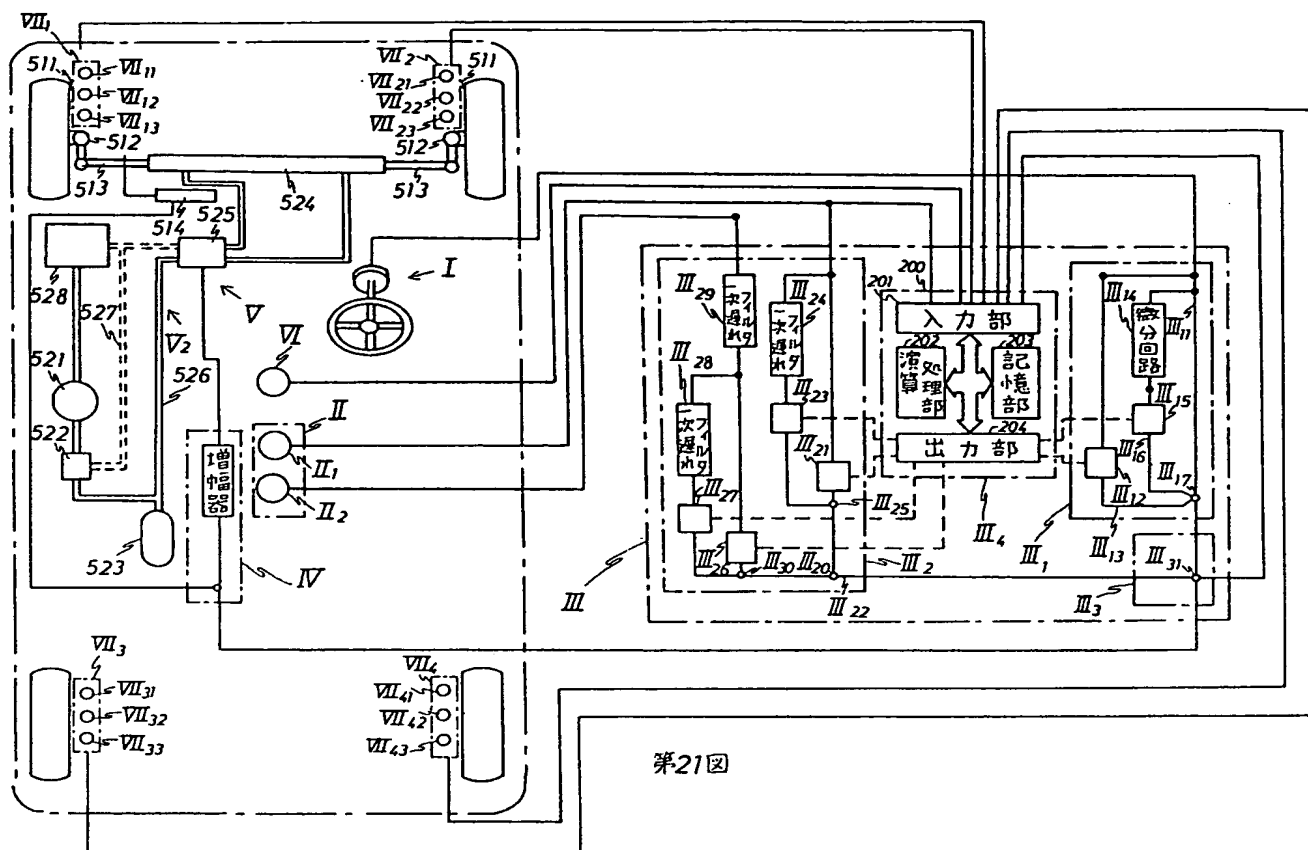 VII₁
511
VII₁₁
VII₁₂
VII₁₃
512
513
VII₂
511
VII₂₁
VII₂₂
VII₂₃
512
513
524
514
525
528
527
V
V₂
526
521
522
523
I
VI
II
II₁
II₂
増幅器
IV
VII₃
VII₃₁
VII₃₂
VII₃₃
VII₄
VII₄₁
VII₄₂
VII₄₃
III
III₂₉
一次遅れフィルタ
III₂₄
一次遅れフィルタ
III₂₈
一次遅れフィルタ
III₂₃
III₂₁
III₂₇
III₂₅
III₂₆
III₃₀
III₂₀
III₂₂
III₂
200
201
入力部
202
演算処理部
203
記憶部
204
出力部
III₄
III₁₄
微分回路
III₁₁
III₁₅
III₁₆
III₁₂
III₁₇
III₁₃
III₁
III₃₁
III₃
第21図